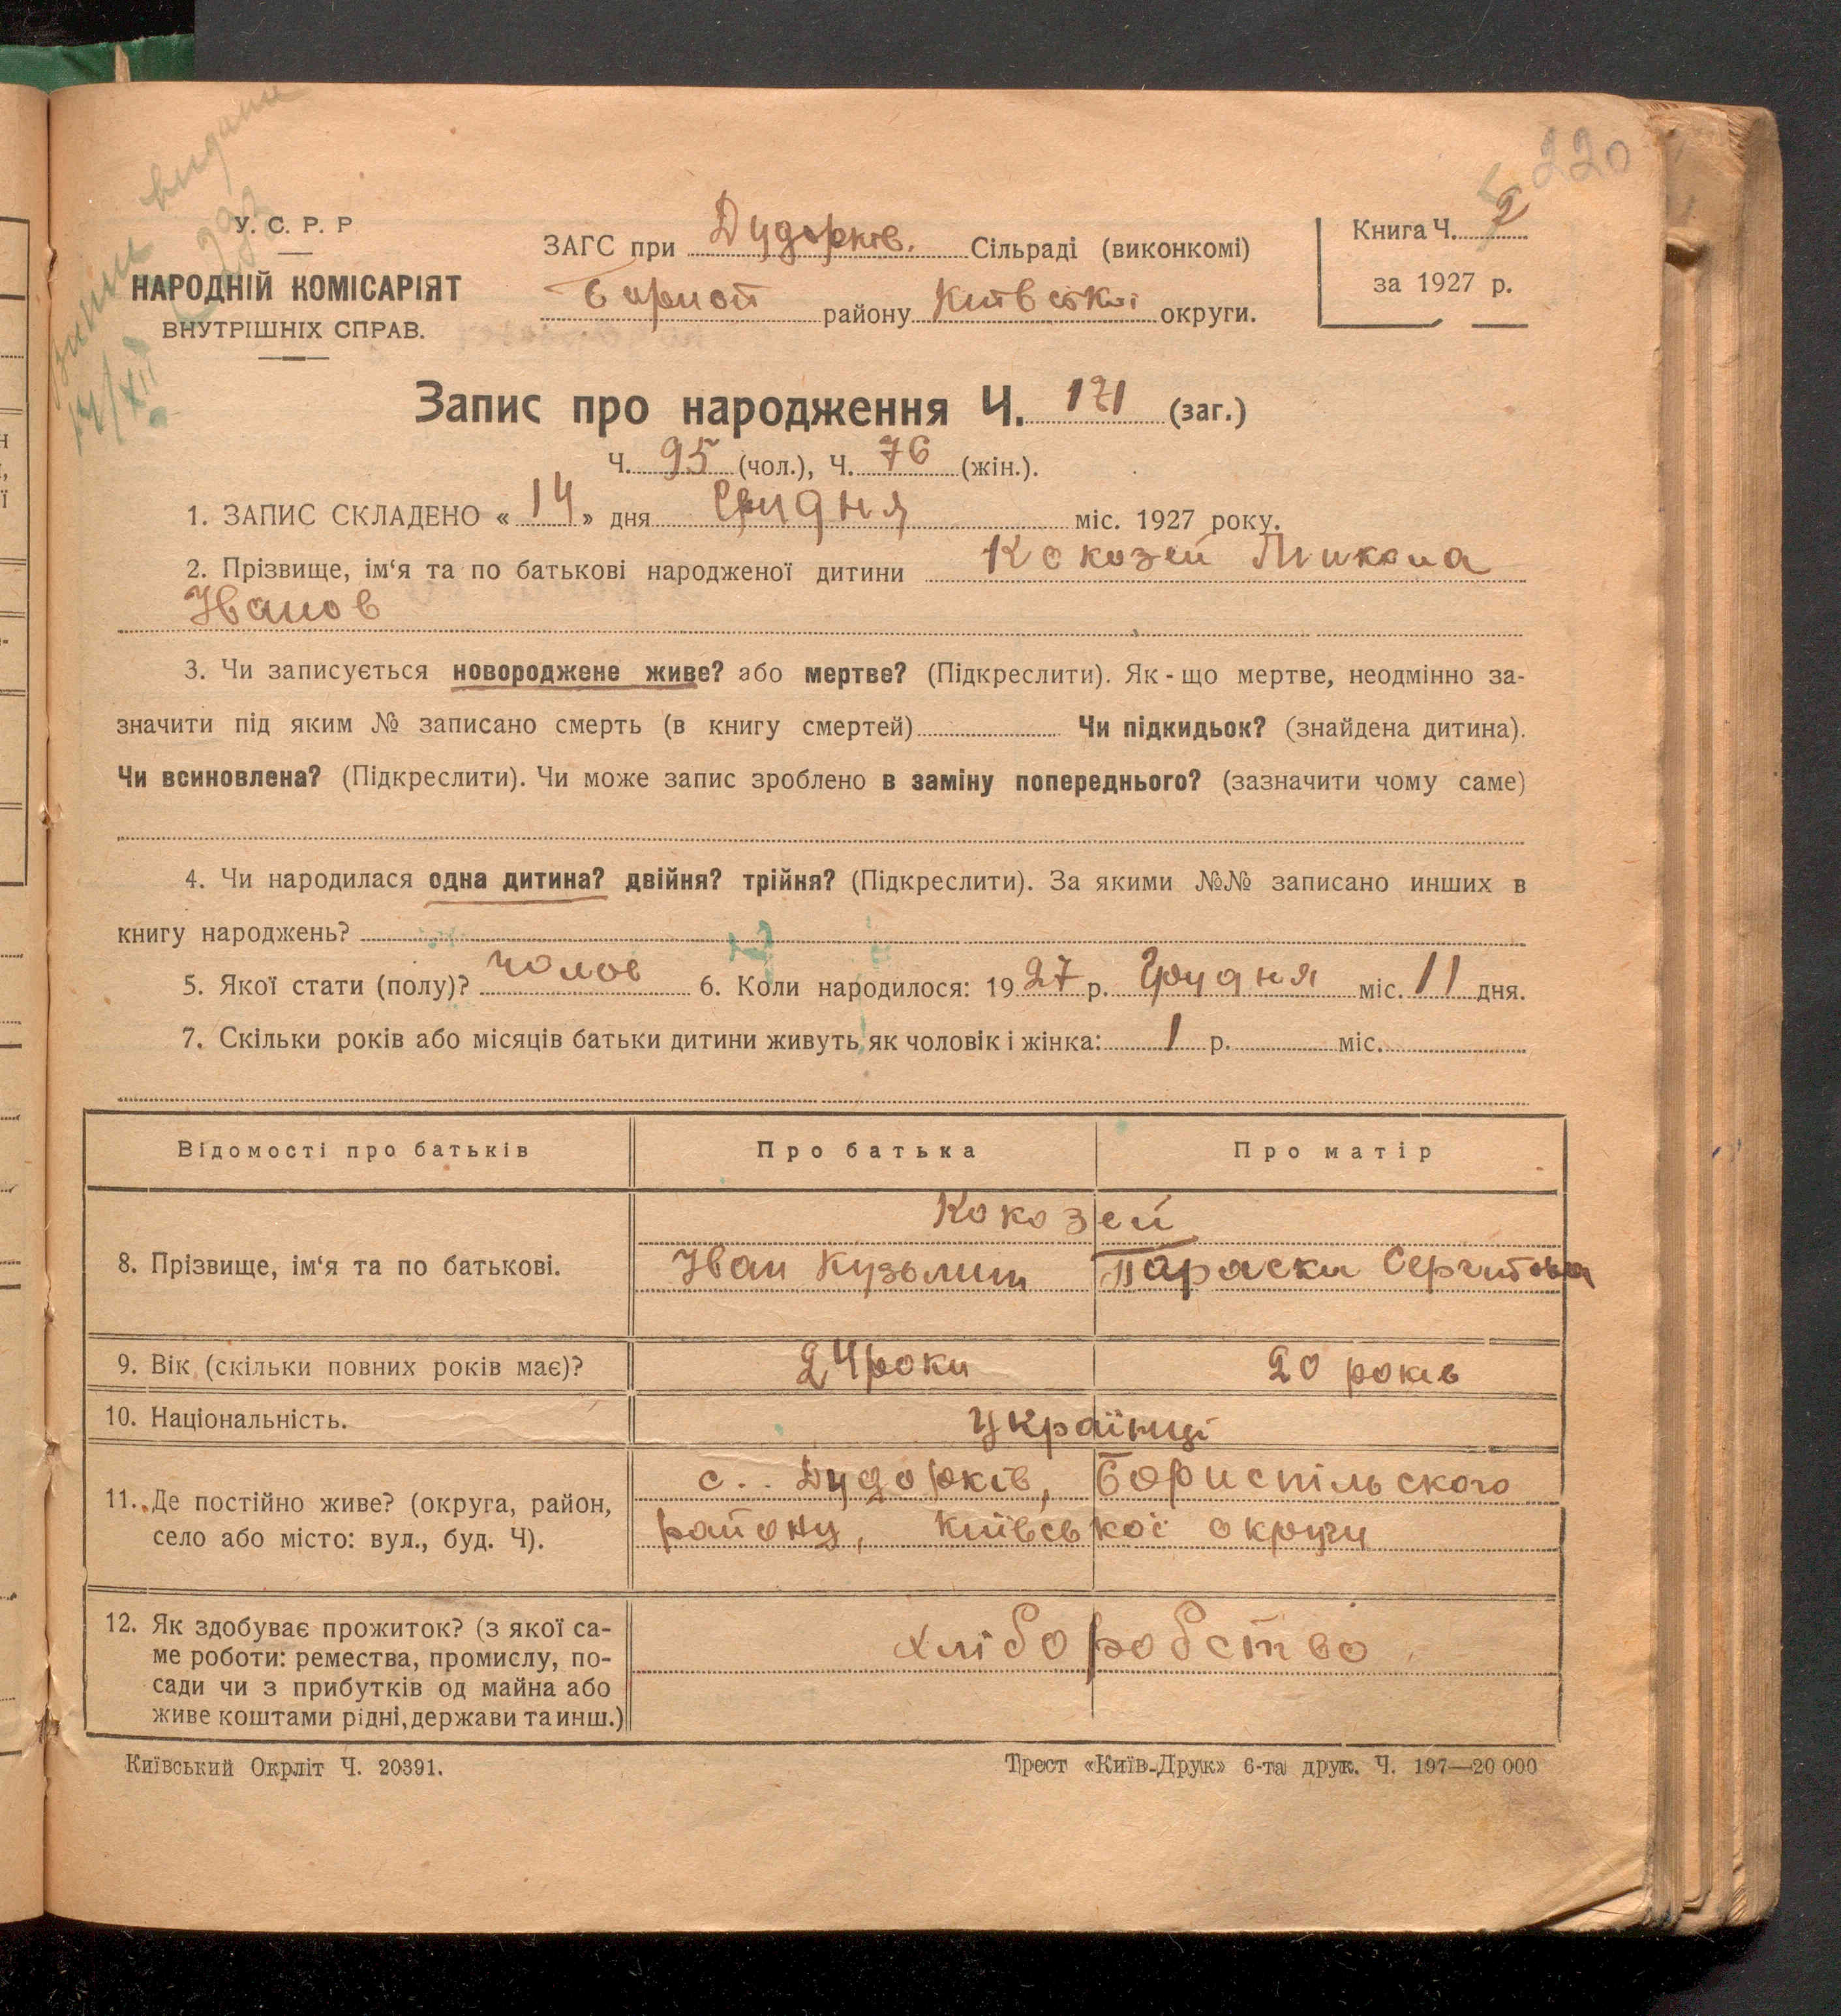 220
видани
У. С. Р. Р
НАРОДНІЙ КОМІСАРІЯТ
ВНУТРІШНІХ СПРАВ.
14/XII
ЗАГС при Дударків. Сільраді (виконкомі)
району Київської округи.
Книга Ч. 2
за 1927 р.
Запис про народження Ч. 171 (заг.)
Ч. 95 (чол.), Ч. 76 (жін.).
1. ЗАПИС СКЛАДЕНО « 14 » дня Грудня міс. 1927 року.
2. Прізвище, ім‘я та по батькові народженої дитини Кокозей Микола
Іванов
3. Чи записується новороджене живе? або мертве? (Підкреслити). Як-що мертве, неодмінно за-
значити під яким № записано смерть (в книгу смертей) Чи підкидьок? (знайдена дитина).
Чи всиновлена? (Підкреслити). Чи може запис зроблено в заміну попереднього? (зазначити чому саме)
4. Чи народилася одна дитина? двійня? трійня? (Підкреслити). За якими №№ записано инших в
книгу народжень?
5. Якої стати (полу)? чолов 6. Коли народилося: 1927 р. Грудня міс. 11 дня.
7. Скільки років або місяців батьки дитини живуть як чоловік і жінка: 1 р. міс.
Відомості про батьків Про батька Про матір
Кокозей
8. Прізвище, ім‘я та по батькові. Іван Кузьмич Параска Сергіївна
9. Вік (скільки повних років має)? 24 роки 20 років
10. Національність. Українці
11. Де постійно живе? (округа, район, с. Дударків, Бориспільського
село або місто: вул., буд. Ч). району, Київської округи
12. Як здобуває прожиток? (з якої са-
ме роботи: ремества, промислу, по- хліборобство
сади чи з прибутків од майна або
живе коштами рідні, держави та инш.)
Київський Окрліт Ч. 20391. Трест «Київ-Друк» 6-та друк. Ч. 197—20 000